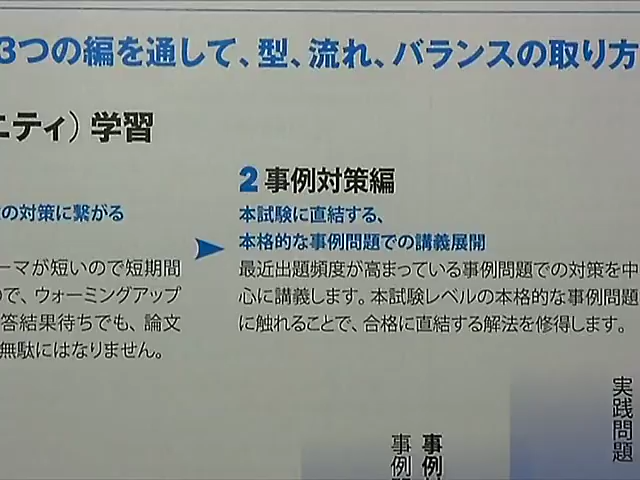 3つの編を通して、型、流れ、バランスの取り方
ニティ）学習
の対策に繋がる
ーマが短いので短期間
ので、ウォーミングアップ
答結果待ちでも、論文
無駄にはなりません。
2 事例対策編
本試験に直結する、
本格的な事例問題での講義展開
最近出題頻度が高まっている事例問題での対策を中
心に講義します。本試験レベルの本格的な事例問題
に触れることで、合格に直結する解法を修得します。
実践問題
事例
事例